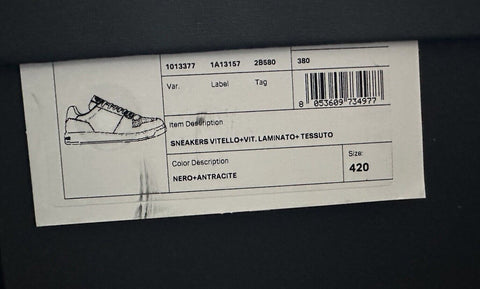 1013377 1A13157 2B580 380
Var. Label Tag
8 053609 734977
Item Description
SNEAKERS VITELLO+VIT. LAMINATO+ TESSUTO
Color Description Size:
NERO+ANTRACITE 420